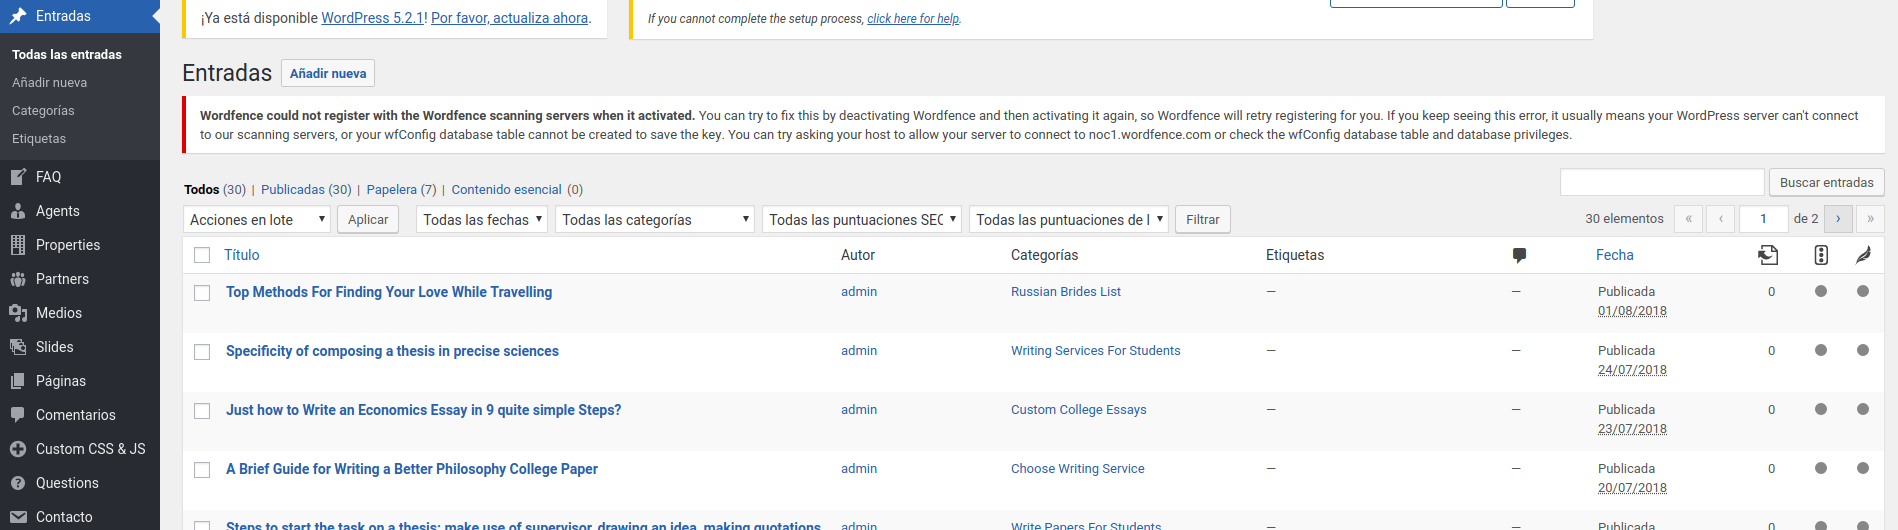 Entradas
Todas las entradas
Añadir nueva
Categorías
Etiquetas
FAQ
Agents
Properties
Partners
Medios
Slides
Páginas
Comentarios
Custom CSS & JS
Questions
Contacto
¡Ya está disponible WordPress 5.2.1! Por favor, actualiza ahora.
If you cannot complete the setup process, click here for help.
Entradas Añadir nueva
Wordfence could not register with the Wordfence scanning servers when it activated. You can try to fix this by deactivating Wordfence and then activating it again, so Wordfence will retry registering for you. If you keep seeing this error, it usually means your WordPress server can't connect
to our scanning servers, or your wfConfig database table cannot be created to save the key. You can try asking your host to allow your server to connect to noc1.wordfence.com or check the wfConfig database table and database privileges.
Todos (30) | Publicadas (30) | Papelera (7) | Contenido esencial (0)
Buscar entradas
Acciones en lote Aplicar Todas las fechas Todas las categorías Todas las puntuaciones SEO Todas las puntuaciones de l Filtrar 30 elementos « ‹ 1 de 2 › »
Título Autor Categorías Etiquetas Fecha
Top Methods For Finding Your Love While Travelling admin Russian Brides List — — Publicada 0
01/08/2018
Specificity of composing a thesis in precise sciences admin Writing Services For Students — — Publicada 0
24/07/2018
Just how to Write an Economics Essay in 9 quite simple Steps? admin Custom College Essays — — Publicada 0
23/07/2018
A Brief Guide for Writing a Better Philosophy College Paper admin Choose Writing Service — — Publicada 0
20/07/2018
Steps to start the task on a thesis: make use of supervisor, drawing an idea, making quotations admin Write Papers For Students — — Publicada 0